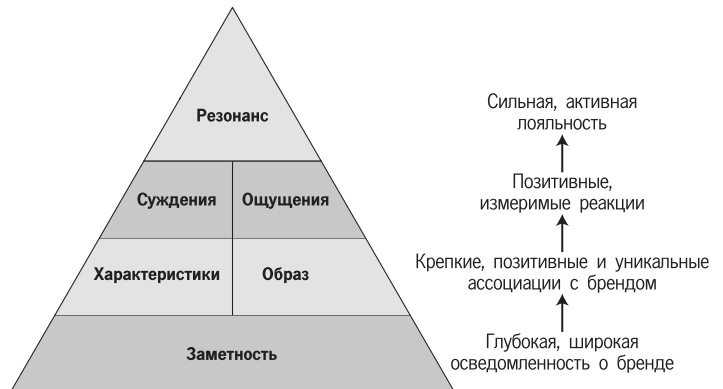 Резонанс
Суждения
Ощущения
Характеристики
Образ
Заметность
Сильная, активная
лояльность
Позитивные,
измеримые реакции
Крепкие, позитивные и уникальные
ассоциации с брендом
Глубокая, широкая
осведомленность о бренде